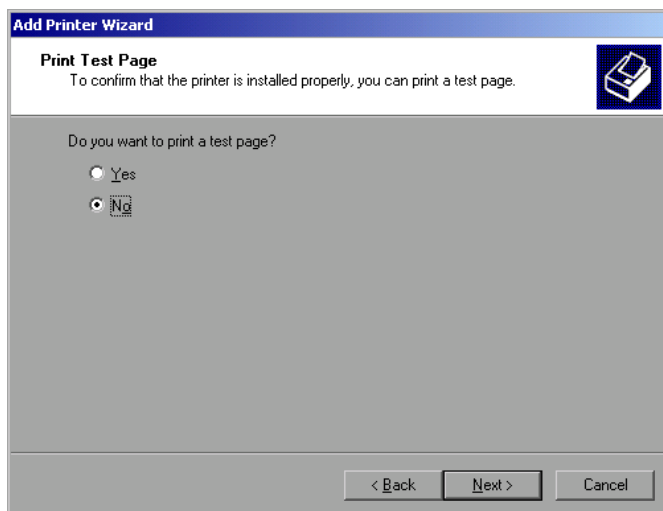 Add Printer Wizard
Print Test Page
To confirm that the printer is installed properly, you can print a test page.
Do you want to print a test page?
Yes
No
< Back
Next >
Cancel